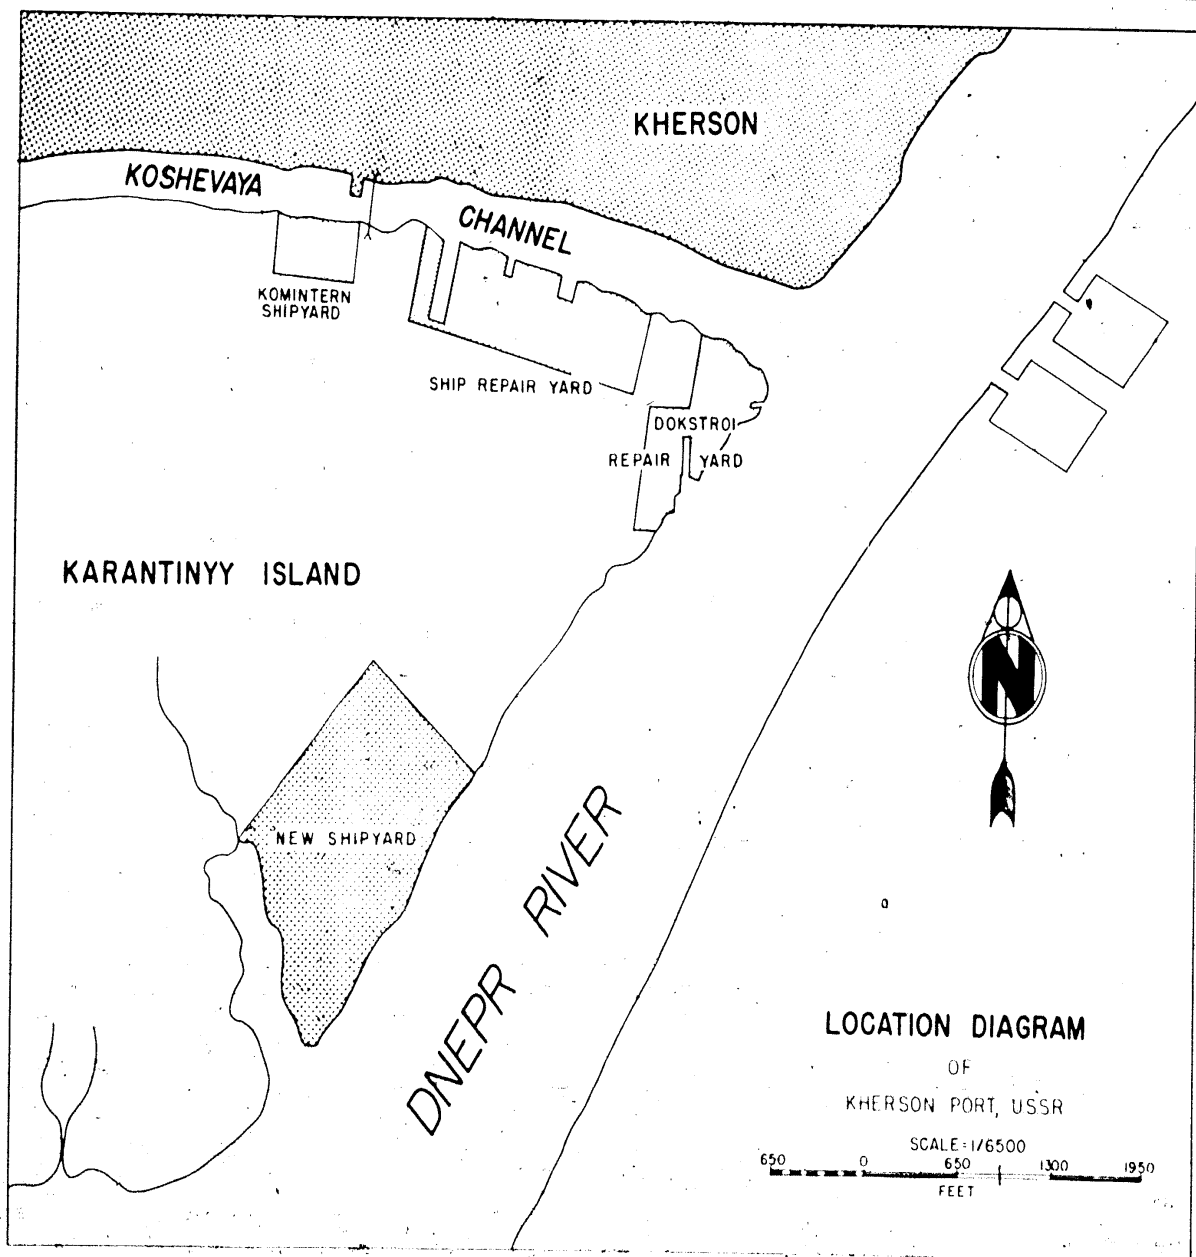 KHERSON
KOSHEVAYA
CHANNEL
KOMINTERN
SHIPYARD
SHIP REPAIR YARD
DOKSTROI
REPAIR YARD
KARANTINYY ISLAND
N
NEW SHIPYARD
DNEPR RIVER
LOCATION DIAGRAM
OF
KHERSON PORT, USSR
SCALE=1/6500
650 0 650 1300 1950
FEET